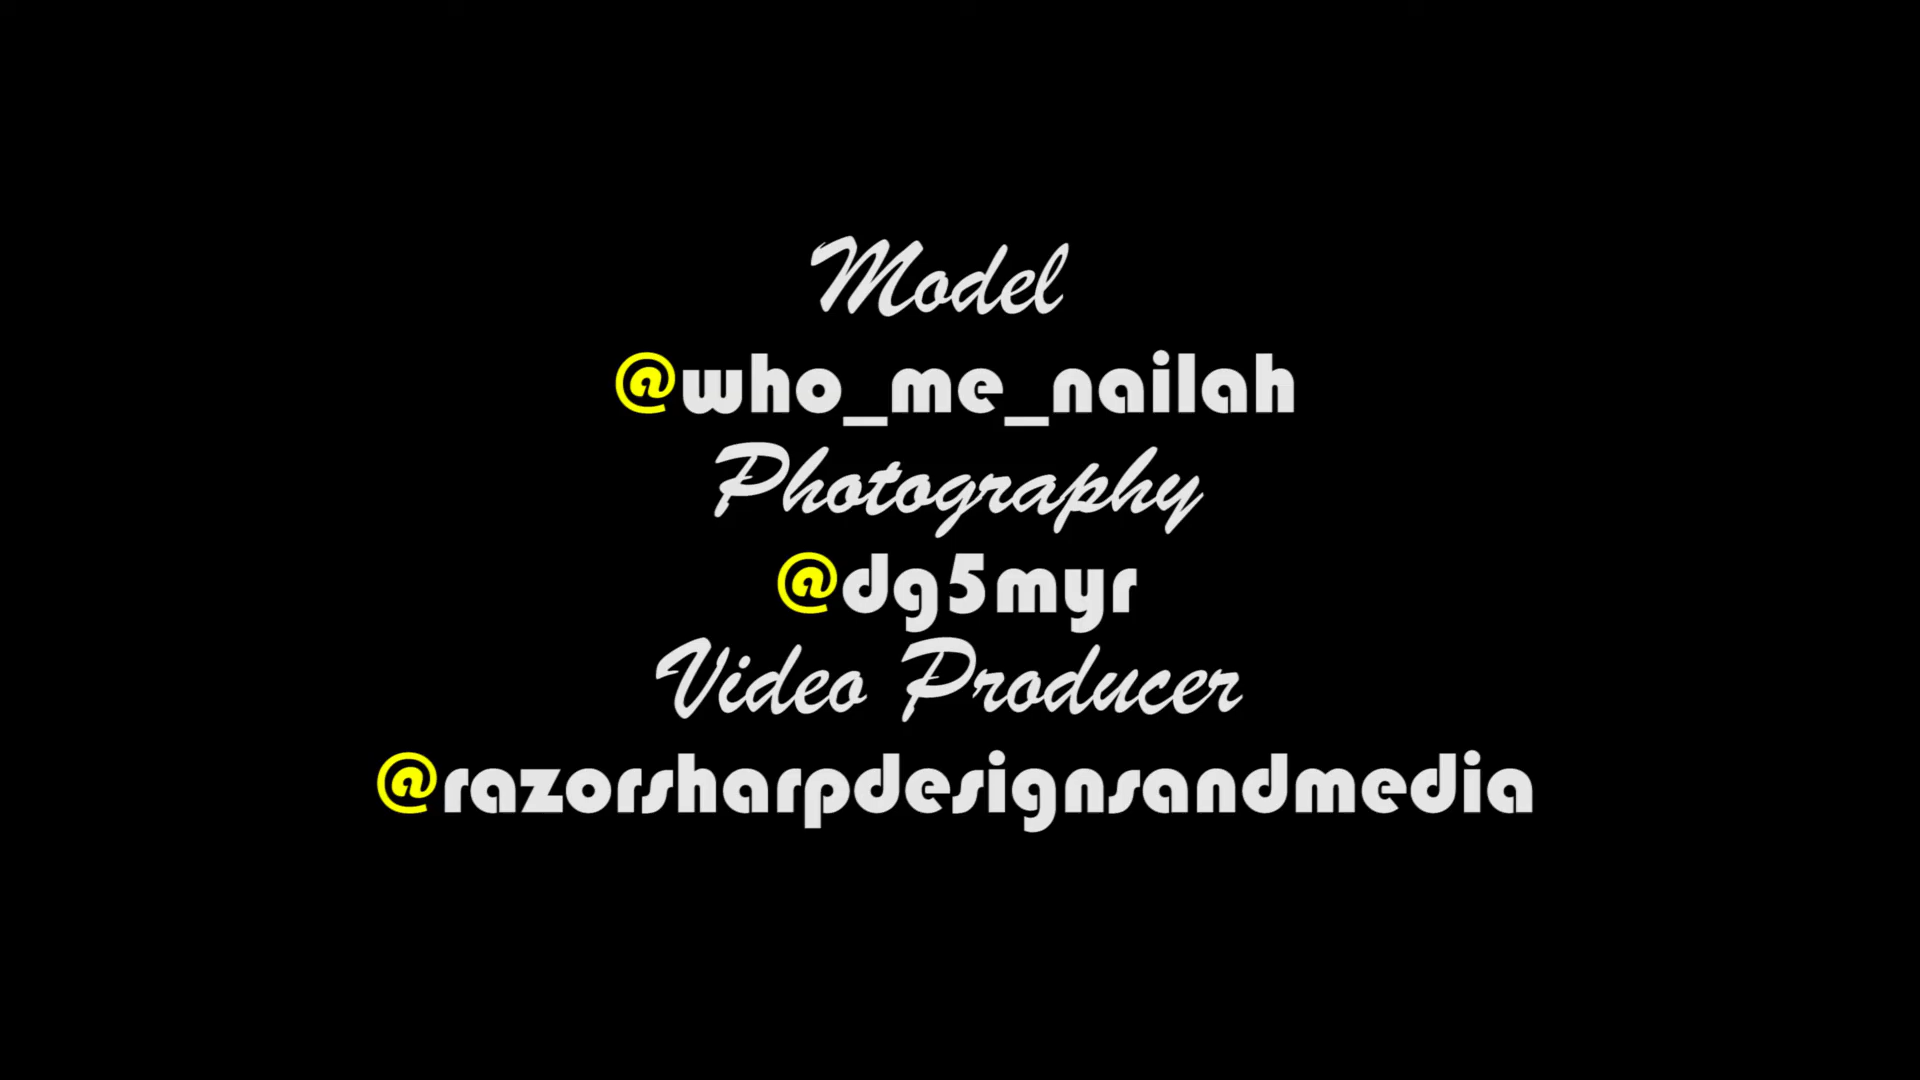 Model
@who_me_nailah
Photography
@dg5myr
Video Producer
@razorsharpdesignsandmedia